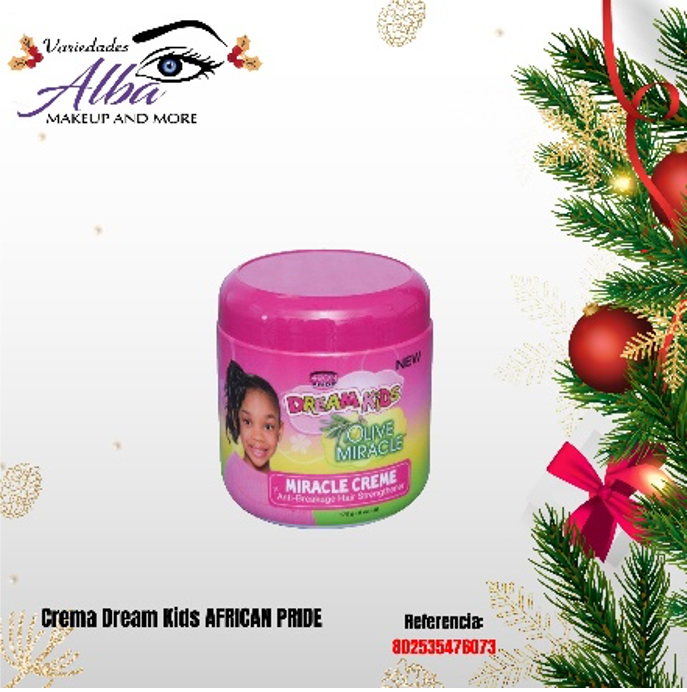 Variedades
Alba
MAKEUP AND MORE
NEW
DREAM KIDS
OLIVE
MIRACLE
MIRACLE CREME
Anti-Breakage Hair Strengthener
Crema Dream Kids AFRICAN PRIDE
Referencia:
802535476073